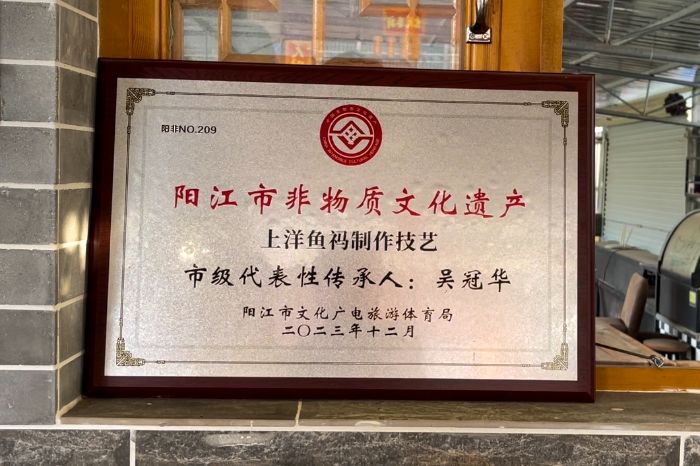 阳非NO.209
阳江市非物质文化遗产
上洋鱼祃制作技艺
市级代表性传承人：吴冠华
阳江市文化广电旅游体育局
二〇二三年十二月